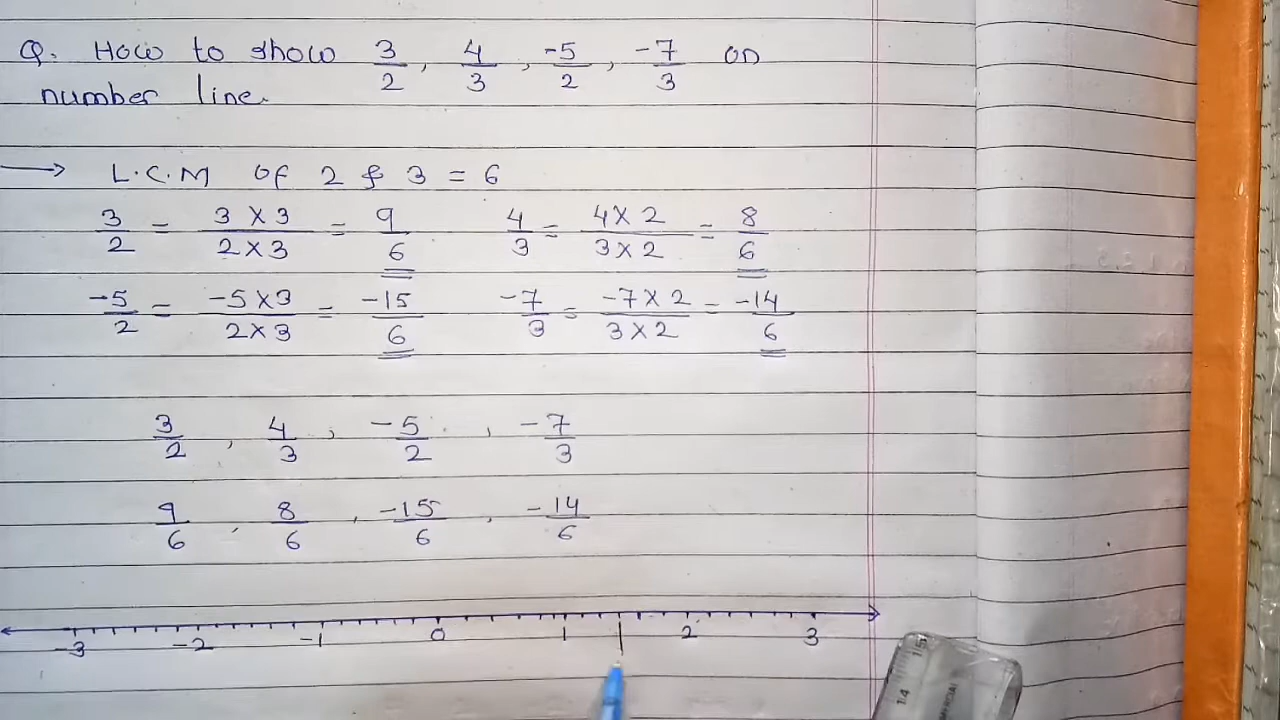 Q. How to show 3/2, 4/3, -5/2, -7/3 on
number line.
→ L.C.M of 2 & 3 = 6
3/2 = 3×3/2×3 = 9/6   4/3 = 4×2/3×2 = 8/6
-5/2 = -5×3/2×3 = -15/6   -7/3 = -7×2/3×2 = -14/6
3/2, 4/3, -5/2, -7/3
9/6, 8/6, -15/6, -14/6
-3 -2 -1 0 1 2 3
14 15